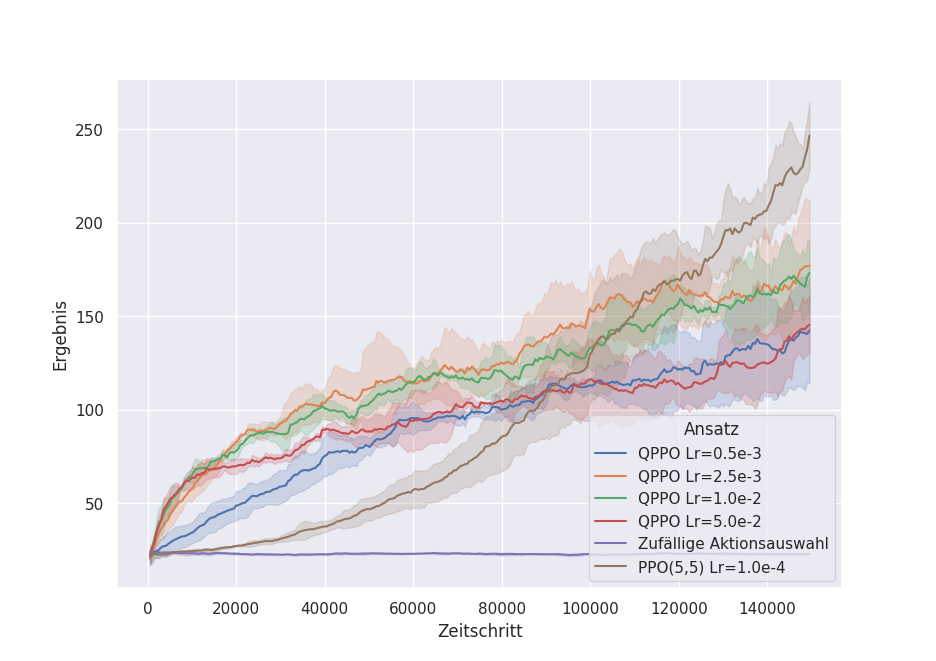 250
200
150
100
50
Ergebnis
0
20000
40000
60000
80000
100000
120000
140000
Zeitschritt
Ansatz
QPPO Lr=0.5e-3
QPPO Lr=2.5e-3
QPPO Lr=1.0e-2
QPPO Lr=5.0e-2
Zufällige Aktionsauswahl
PPO(5,5) Lr=1.0e-4